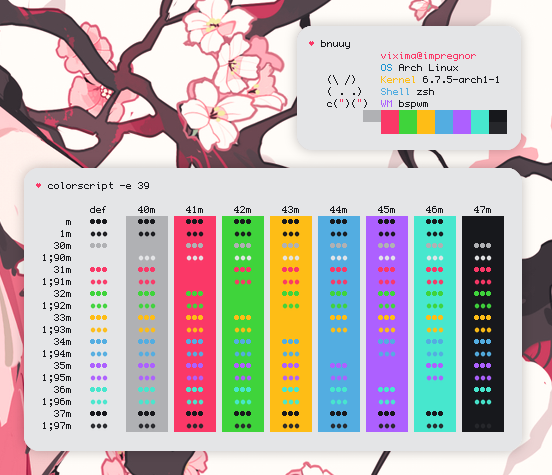 ♥ bnuuy
vixima@impregnor
OS Arch Linux
(\ /) Kernel 6.7.5-arch1-1
( . .) Shell zsh
c(")(") WM bspwm
♥ colorscript -e 39
def 40m 41m 42m 43m 44m 45m 46m 47m
m ••• ••• ••• ••• ••• ••• ••• ••• •••
1m ••• ••• ••• ••• ••• ••• ••• ••• •••
30m ••• ••• ••• ••• ••• ••• ••• •••
1;90m ••• ••• ••• ••• ••• ••• ••• •••
31m ••• ••• ••• ••• ••• ••• ••• •••
1;91m ••• ••• ••• ••• ••• ••• ••• •••
32m ••• ••• ••• ••• ••• ••• ••• •••
1;92m ••• ••• ••• ••• ••• ••• ••• •••
33m ••• ••• ••• ••• ••• ••• ••• •••
1;93m ••• ••• ••• ••• ••• ••• ••• •••
34m ••• ••• ••• ••• ••• ••• ••• •••
1;94m ••• ••• ••• ••• ••• ••• ••• •••
35m ••• ••• ••• ••• ••• ••• ••• •••
1;95m ••• ••• ••• ••• ••• ••• ••• •••
36m ••• ••• ••• ••• ••• ••• ••• •••
1;96m ••• ••• ••• ••• ••• ••• ••• •••
37m ••• ••• ••• ••• ••• ••• ••• •••
1;97m ••• ••• ••• ••• ••• ••• ••• ••• •••